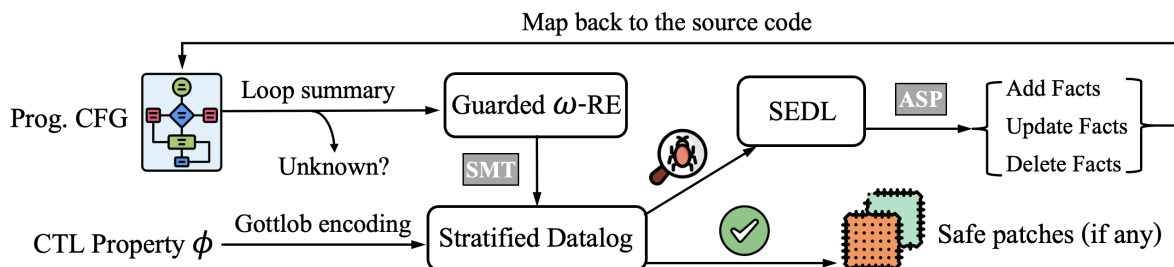 Map back to the source code
Prog. CFG
Loop summary
Unknown?
Guarded ω-RE
SMT
SEDL
ASP
Add Facts
Update Facts
Delete Facts
CTL Property ϕ
Gottlob encoding
Stratified Datalog
Safe patches (if any)